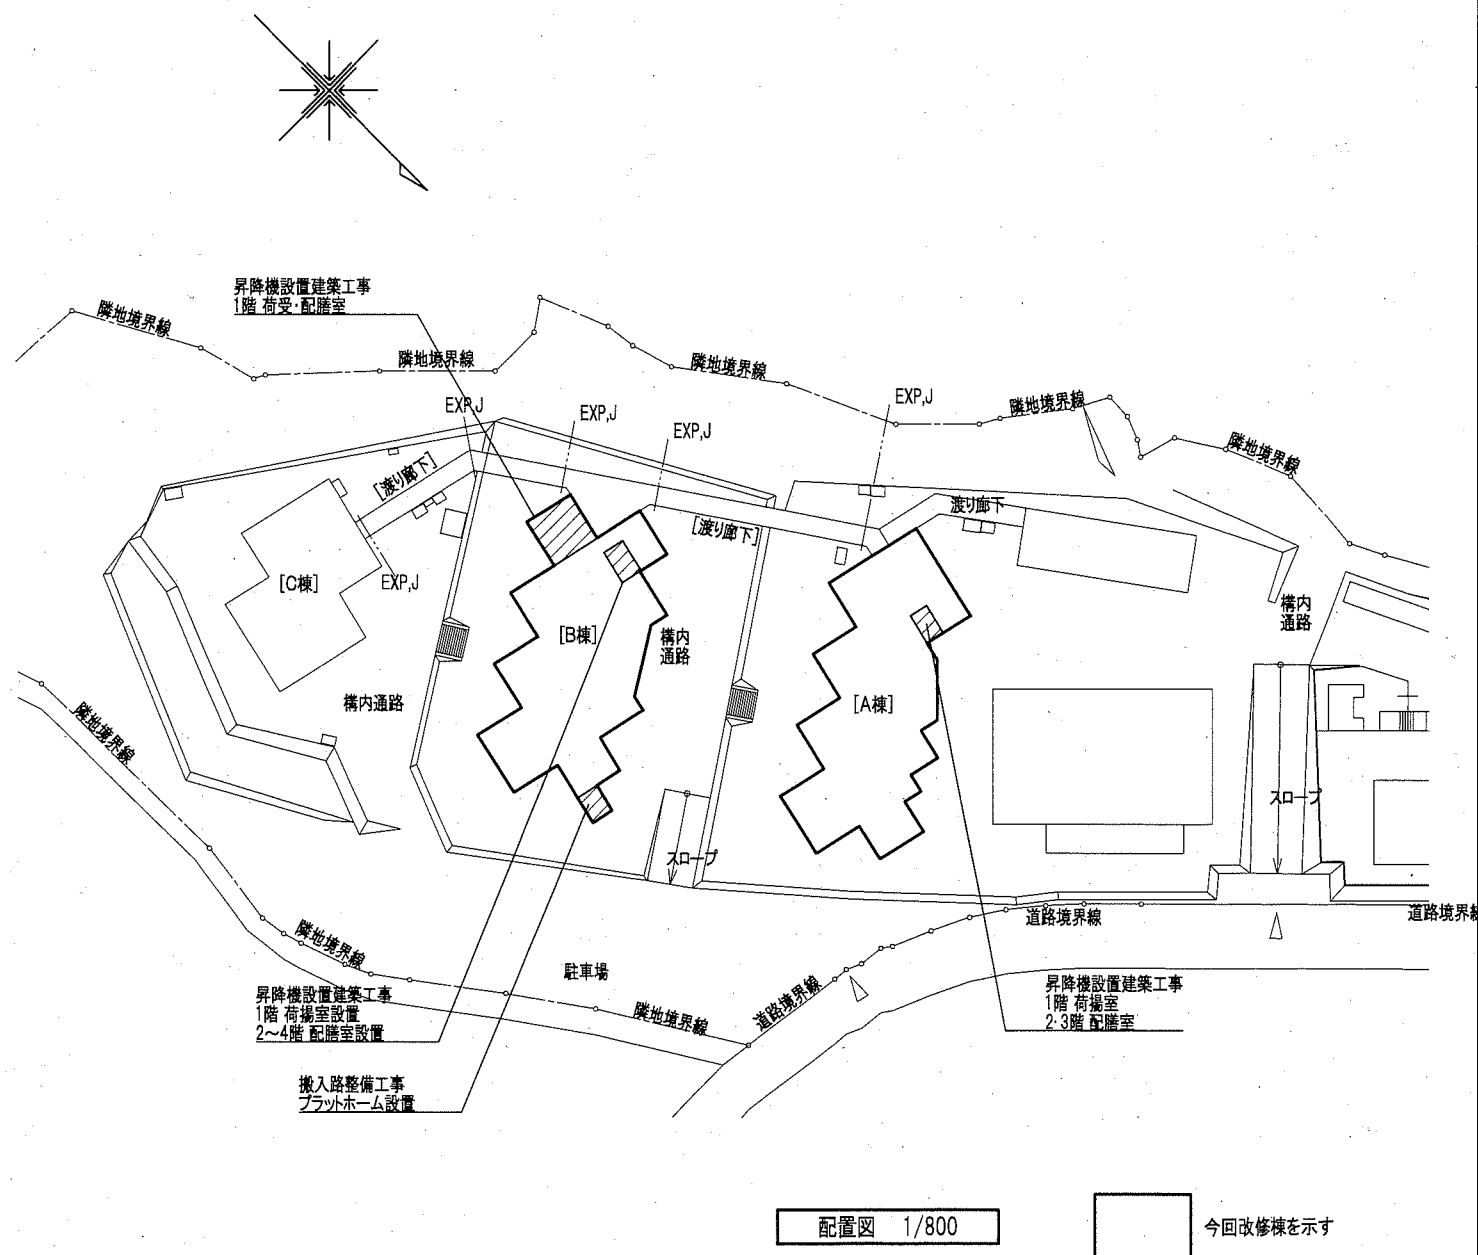 昇降機設置建築工事
1階 荷受・配膳室
隣地境界線
隣地境界線
隣地境界線
隣地境界線
隣地境界線
EXP,J
EXP,J
EXP,J
EXP,J
[渡り廊下]
[渡り廊下]
渡り廊下
[C棟]
EXP,J
[B棟]
構内
通路
構内
通路
構内通路
[A棟]
隣地境界線
スロープ
スロープ
道路境界線
道路境界線
隣地境界線
駐車場
昇降機設置建築工事
1階 荷揚室設置
2～4階 配膳室設置
隣地境界線
道路境界線
昇降機設置建築工事
1階 荷揚室
2・3階 配膳室
搬入路整備工事
プラットホーム設置
配置図 1/800
今回改修棟を示す